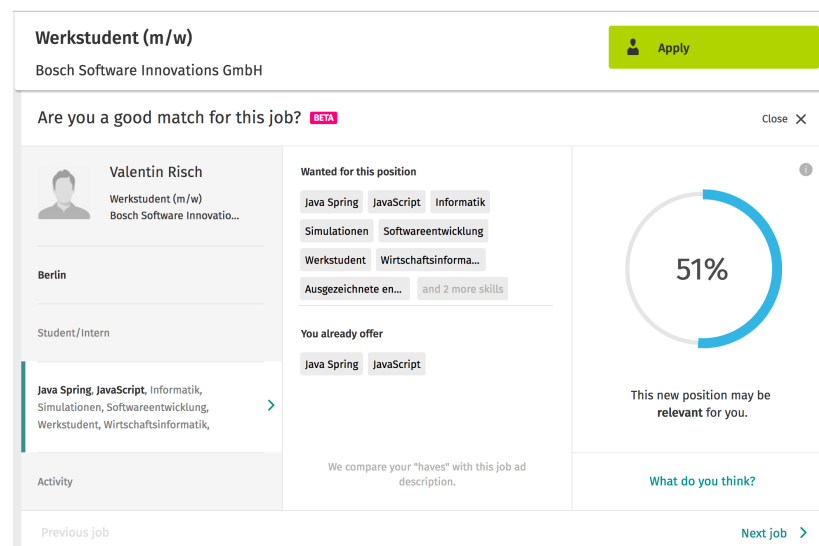 Werkstudent (m/w)
Bosch Software Innovations GmbH
Apply
Are you a good match for this job? BETA
Close
Valentin Risch
Werkstudent (m/w)
Bosch Software Innovatio...
Berlin
Student/Intern
Java Spring, JavaScript, Informatik,
Simulationen, Softwareentwicklung,
Werkstudent, Wirtschaftsinformatik,
Activity
Wanted for this position
Java Spring JavaScript Informatik
Simulationen Softwareentwicklung
Werkstudent Wirtschaftsinforma...
Ausgezeichnete en... and 2 more skills
You already offer
Java Spring JavaScript
We compare your "haves" with this job ad
description.
51%
This new position may be
relevant for you.
What do you think?
Previous job
Next job